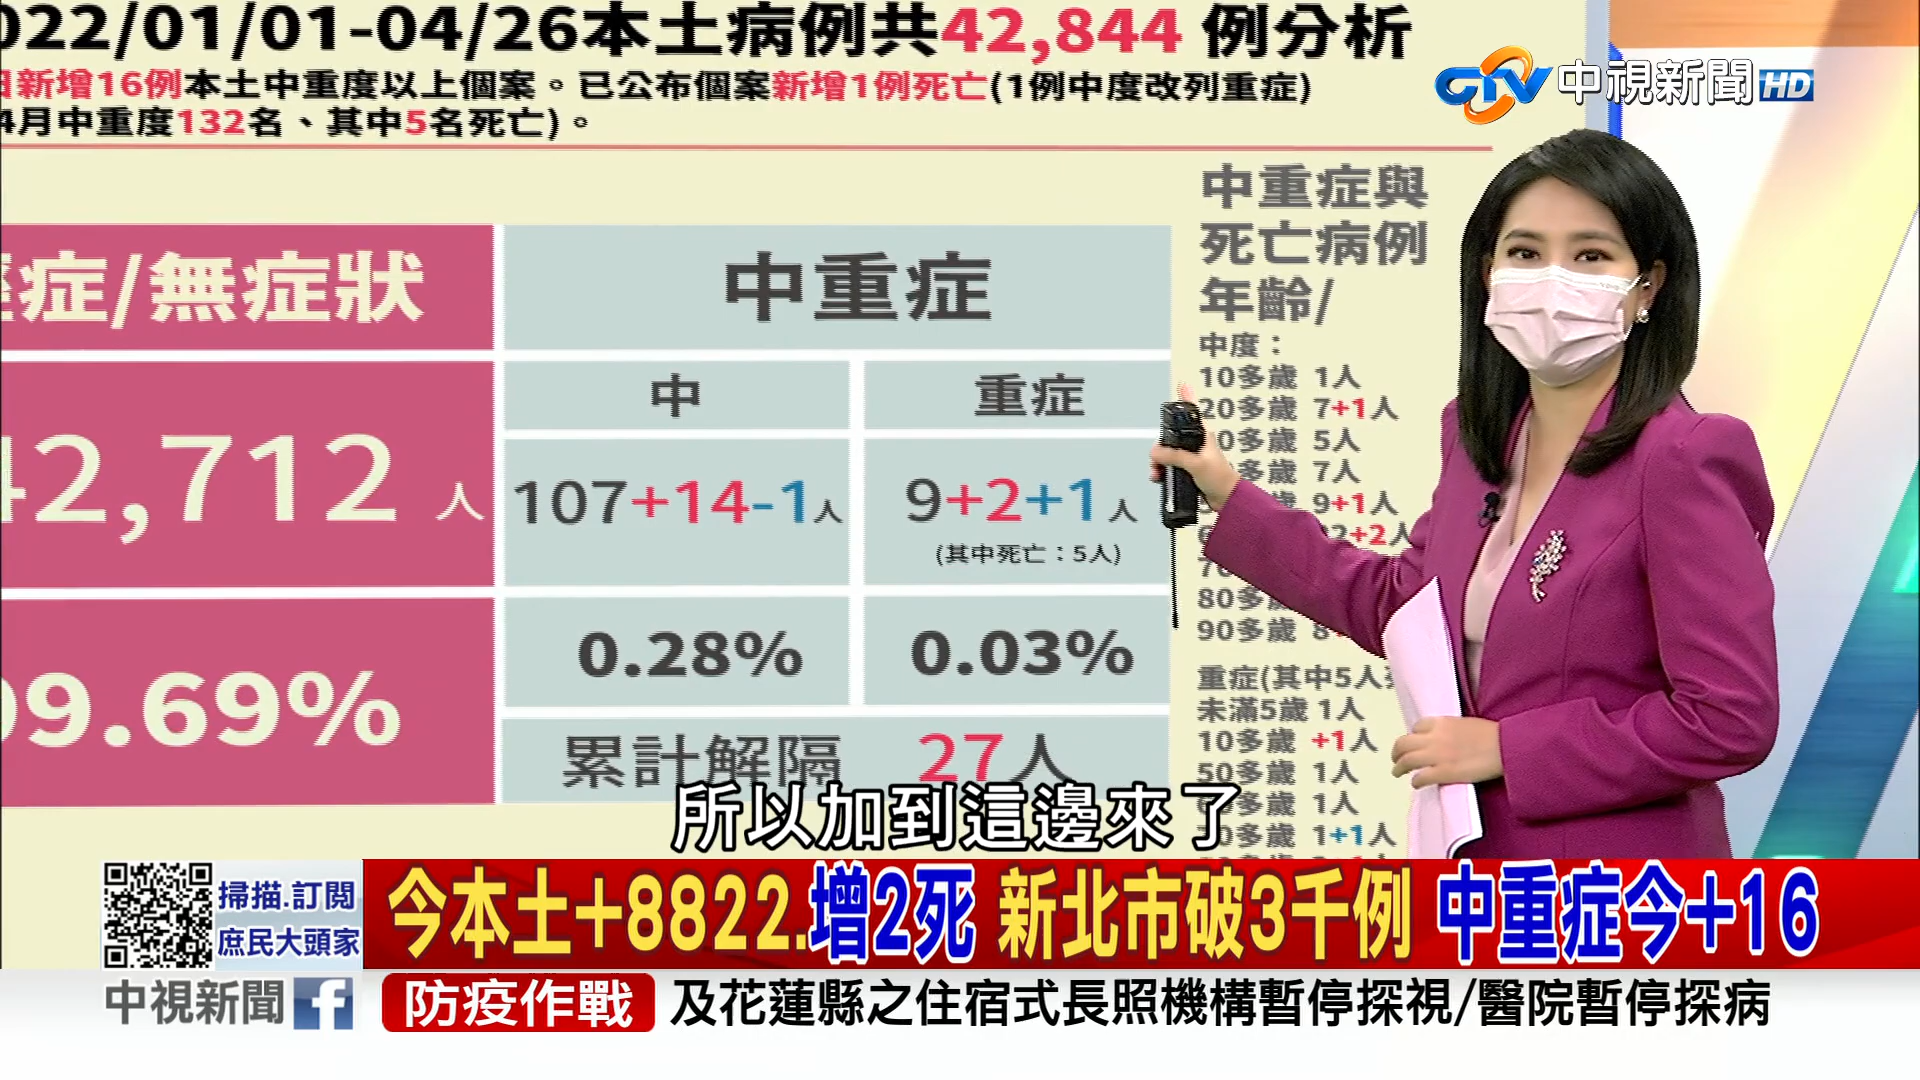 022/01/01-04/26本土病例共42,844 例分析
日新增16例本土中重度以上個案。已公布個案新增1例死亡(1例中度改列重症)
4月中重度132名、其中5名死亡)。
CTV中視新聞HD
症/無症狀
42,712 人
99.69%
中重症
中
重症
107+14-1人
9+2+1人
(其中死亡：5人)
0.28%
0.03%
累計解隔 27人
中重症與
死亡病例
年齡/
中度：
10多歲 1人
20多歲 7+1人
0多歲 5人
多歲 7人
歲 9+1人
2+2人
70
80多歲
90多歲 8
重症(其中5人
未滿5歲 1人
10多歲 +1人
50多歲 1人
多歲 1人
0多歲 1+1人
所以加到這邊來了
掃描.訂閱
庶民大頭家
今本土+8822.增2死 新北市破3千例 中重症今+16
中視新聞 f
防疫作戰 及花蓮縣之住宿式長照機構暫停探視/醫院暫停探病